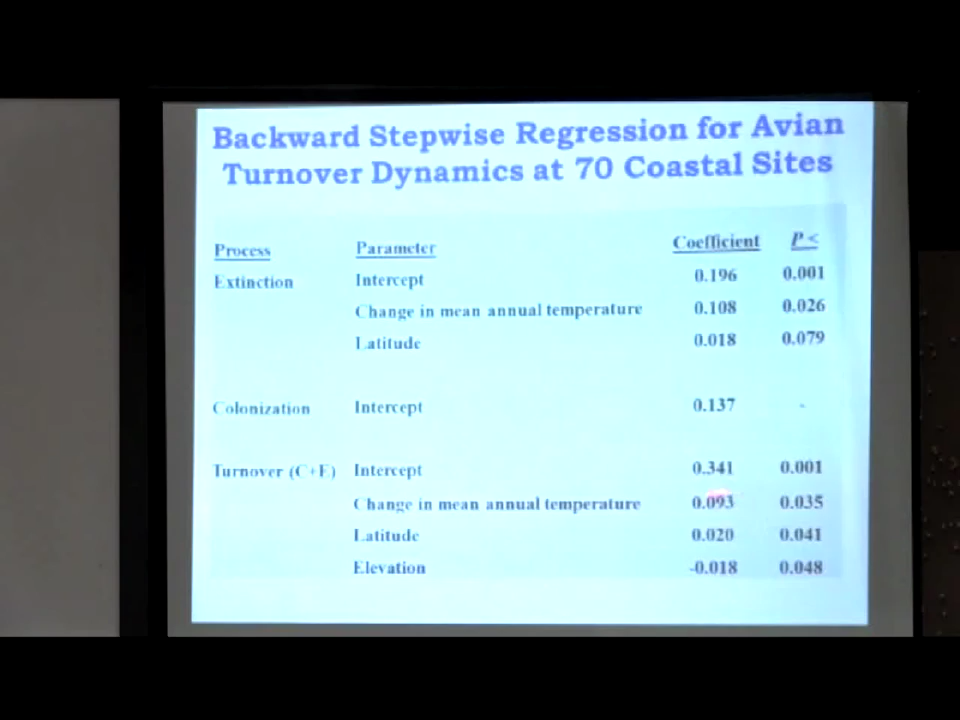 Backward Stepwise Regression for Avian
Turnover Dynamics at 70 Coastal Sites
Process Parameter Coefficient P <
Extinction Intercept 0.196 0.001
Change in mean annual temperature 0.108 0.026
Latitude 0.018 0.079
Colonization Intercept 0.137 -
Turnover (C+E) Intercept 0.341 0.001
Change in mean annual temperature 0.093 0.035
Latitude 0.020 0.041
Elevation -0.018 0.048